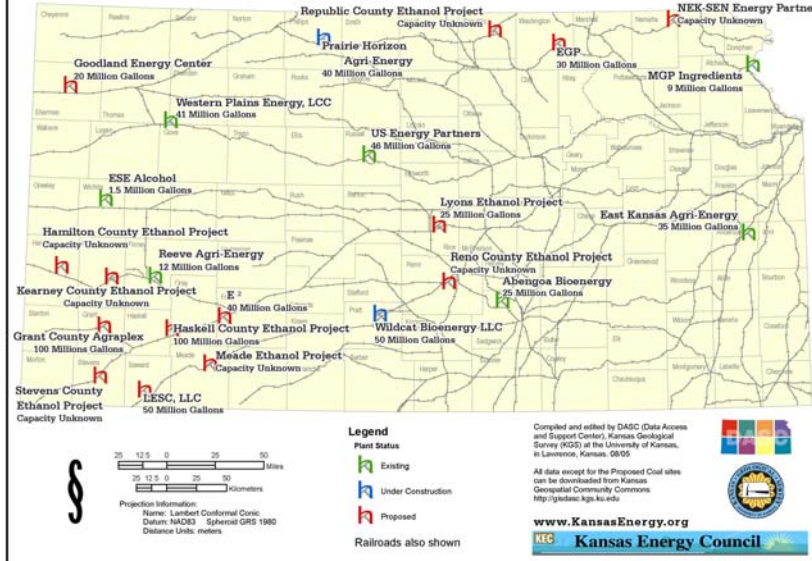 Republic County Ethanol Project
Capacity Unknown
NEK-SEN Energy Partne
Capacity Unknown
Prairie Horizon
Agri-Energy
40 Million Gallons
EGP
30 Million Gallons
MGP Ingredients
9 Million Gallons
Goodland Energy Center
20 Million Gallons
Western Plains Energy, LCC
41 Million Gallons
US Energy Partners
46 Million Gallons
ESE Alcohol
1.5 Million Gallons
Lyons Ethanol Project
25 Million Gallons
East Kansas Agri-Energy
35 Million Gallons
Hamilton County Ethanol Project
Capacity Unknown
Reeve Agri-Energy
12 Million Gallons
Reno County Ethanol Project
Capacity Unknown
Abengoa Bioenergy
25 Million Gallons
Kearney County Ethanol Project
Capacity Unknown
E 2
40 Million Gallons
Grant County Agraplex
100 Millions Gallons
Haskell County Ethanol Project
100 Million Gallons
Wildcat Bioenergy LLC
50 Million Gallons
Meade Ethanol Project
Capacity Unknown
Stevens County
Ethanol Project
Capacity Unknown
LESC, LLC
50 Million Gallons
25 12.5 0 25 50
Miles
25 12.5 0 25 50
Kilometers
Projection Information:
Name: Lambert Conformal Conic
Datum: NAD83 Spheroid GRS 1980
Distance Units: meters
Legend
Plant Status
Existing
Under Construction
Proposed
Railroads also shown
Compiled and edited by DASC (Data Access
and Support Center), Kansas Geological
Survey (KGS) at the University of Kansas,
in Lawrence, Kansas. 08/05
All data except for the Proposed Coal sites
can be downloaded from Kansas
Geospatial Community Commons
http://gisdasc.kgs.ku.edu
www.KansasEnergy.org
DASC
KEC Kansas Energy Council